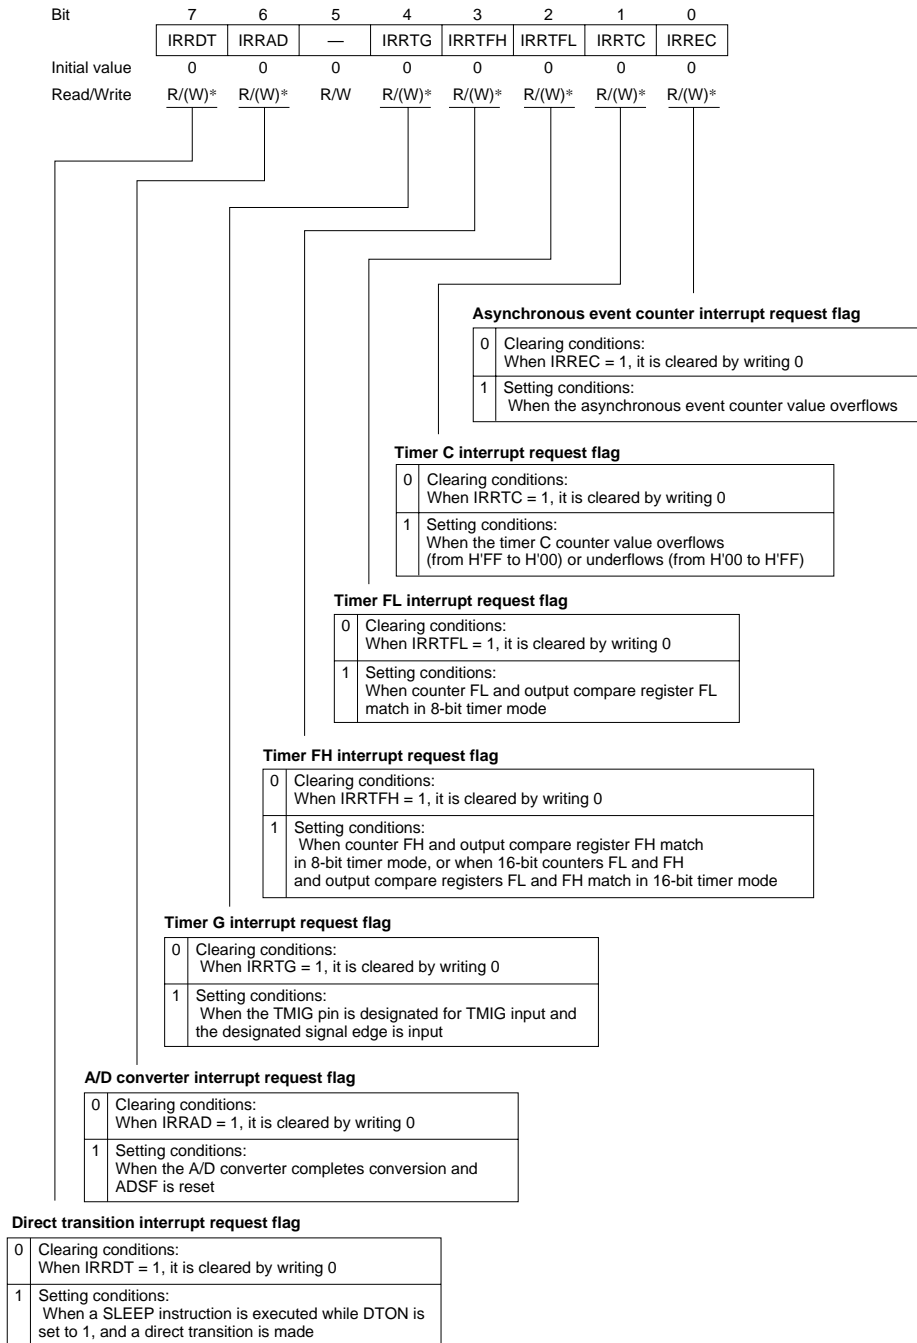 Bit 7 6 5 4 3 2 1 0
IRRDT IRRAD — IRRTG IRRTFH IRRTFL IRRTC IRREC
Initial value 0 0 0 0 0 0 0 0
Read/Write R/(W)* R/(W)* R/W R/(W)* R/(W)* R/(W)* R/(W)* R/(W)*
Asynchronous event counter interrupt request flag
0 Clearing conditions:
When IRREC = 1, it is cleared by writing 0
1 Setting conditions:
When the asynchronous event counter value overflows
Timer C interrupt request flag
0 Clearing conditions:
When IRRTC = 1, it is cleared by writing 0
1 Setting conditions:
When the timer C counter value overflows
(from H'FF to H'00) or underflows (from H'00 to H'FF)
Timer FL interrupt request flag
0 Clearing conditions:
When IRRTFL = 1, it is cleared by writing 0
1 Setting conditions:
When counter FL and output compare register FL
match in 8-bit timer mode
Timer FH interrupt request flag
0 Clearing conditions:
When IRRTFH = 1, it is cleared by writing 0
1 Setting conditions:
When counter FH and output compare register FH match
in 8-bit timer mode, or when 16-bit counters FL and FH
and output compare registers FL and FH match in 16-bit timer mode
Timer G interrupt request flag
0 Clearing conditions:
When IRRTG = 1, it is cleared by writing 0
1 Setting conditions:
When the TMIG pin is designated for TMIG input and
the designated signal edge is input
A/D converter interrupt request flag
0 Clearing conditions:
When IRRAD = 1, it is cleared by writing 0
1 Setting conditions:
When the A/D converter completes conversion and
ADSF is reset
Direct transition interrupt request flag
0 Clearing conditions:
When IRRDT = 1, it is cleared by writing 0
1 Setting conditions:
When a SLEEP instruction is executed while DTON is
set to 1, and a direct transition is made